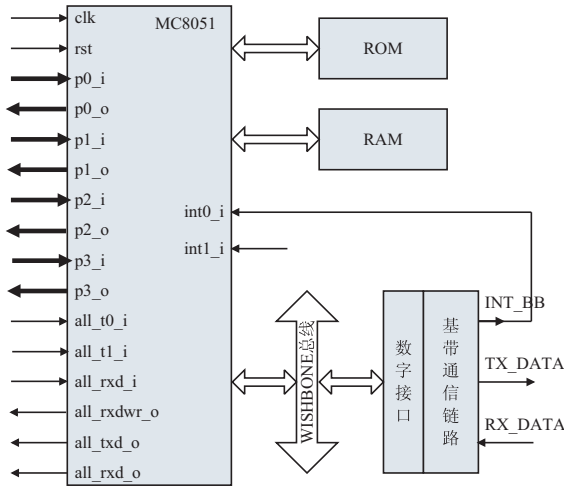 clk
MC8051
rst
p0_i
p0_o
p1_i
p1_o
p2_i
p2_o
p3_i
p3_o
all_t0_i
all_t1_i
all_rxd_i
all_rxdwr_o
all_txd_o
all_rxd_o
int0_i
int1_i
ROM
RAM
WISHBONE总线
数字接口
基带通信链路
INT_BB
TX_DATA
RX_DATA